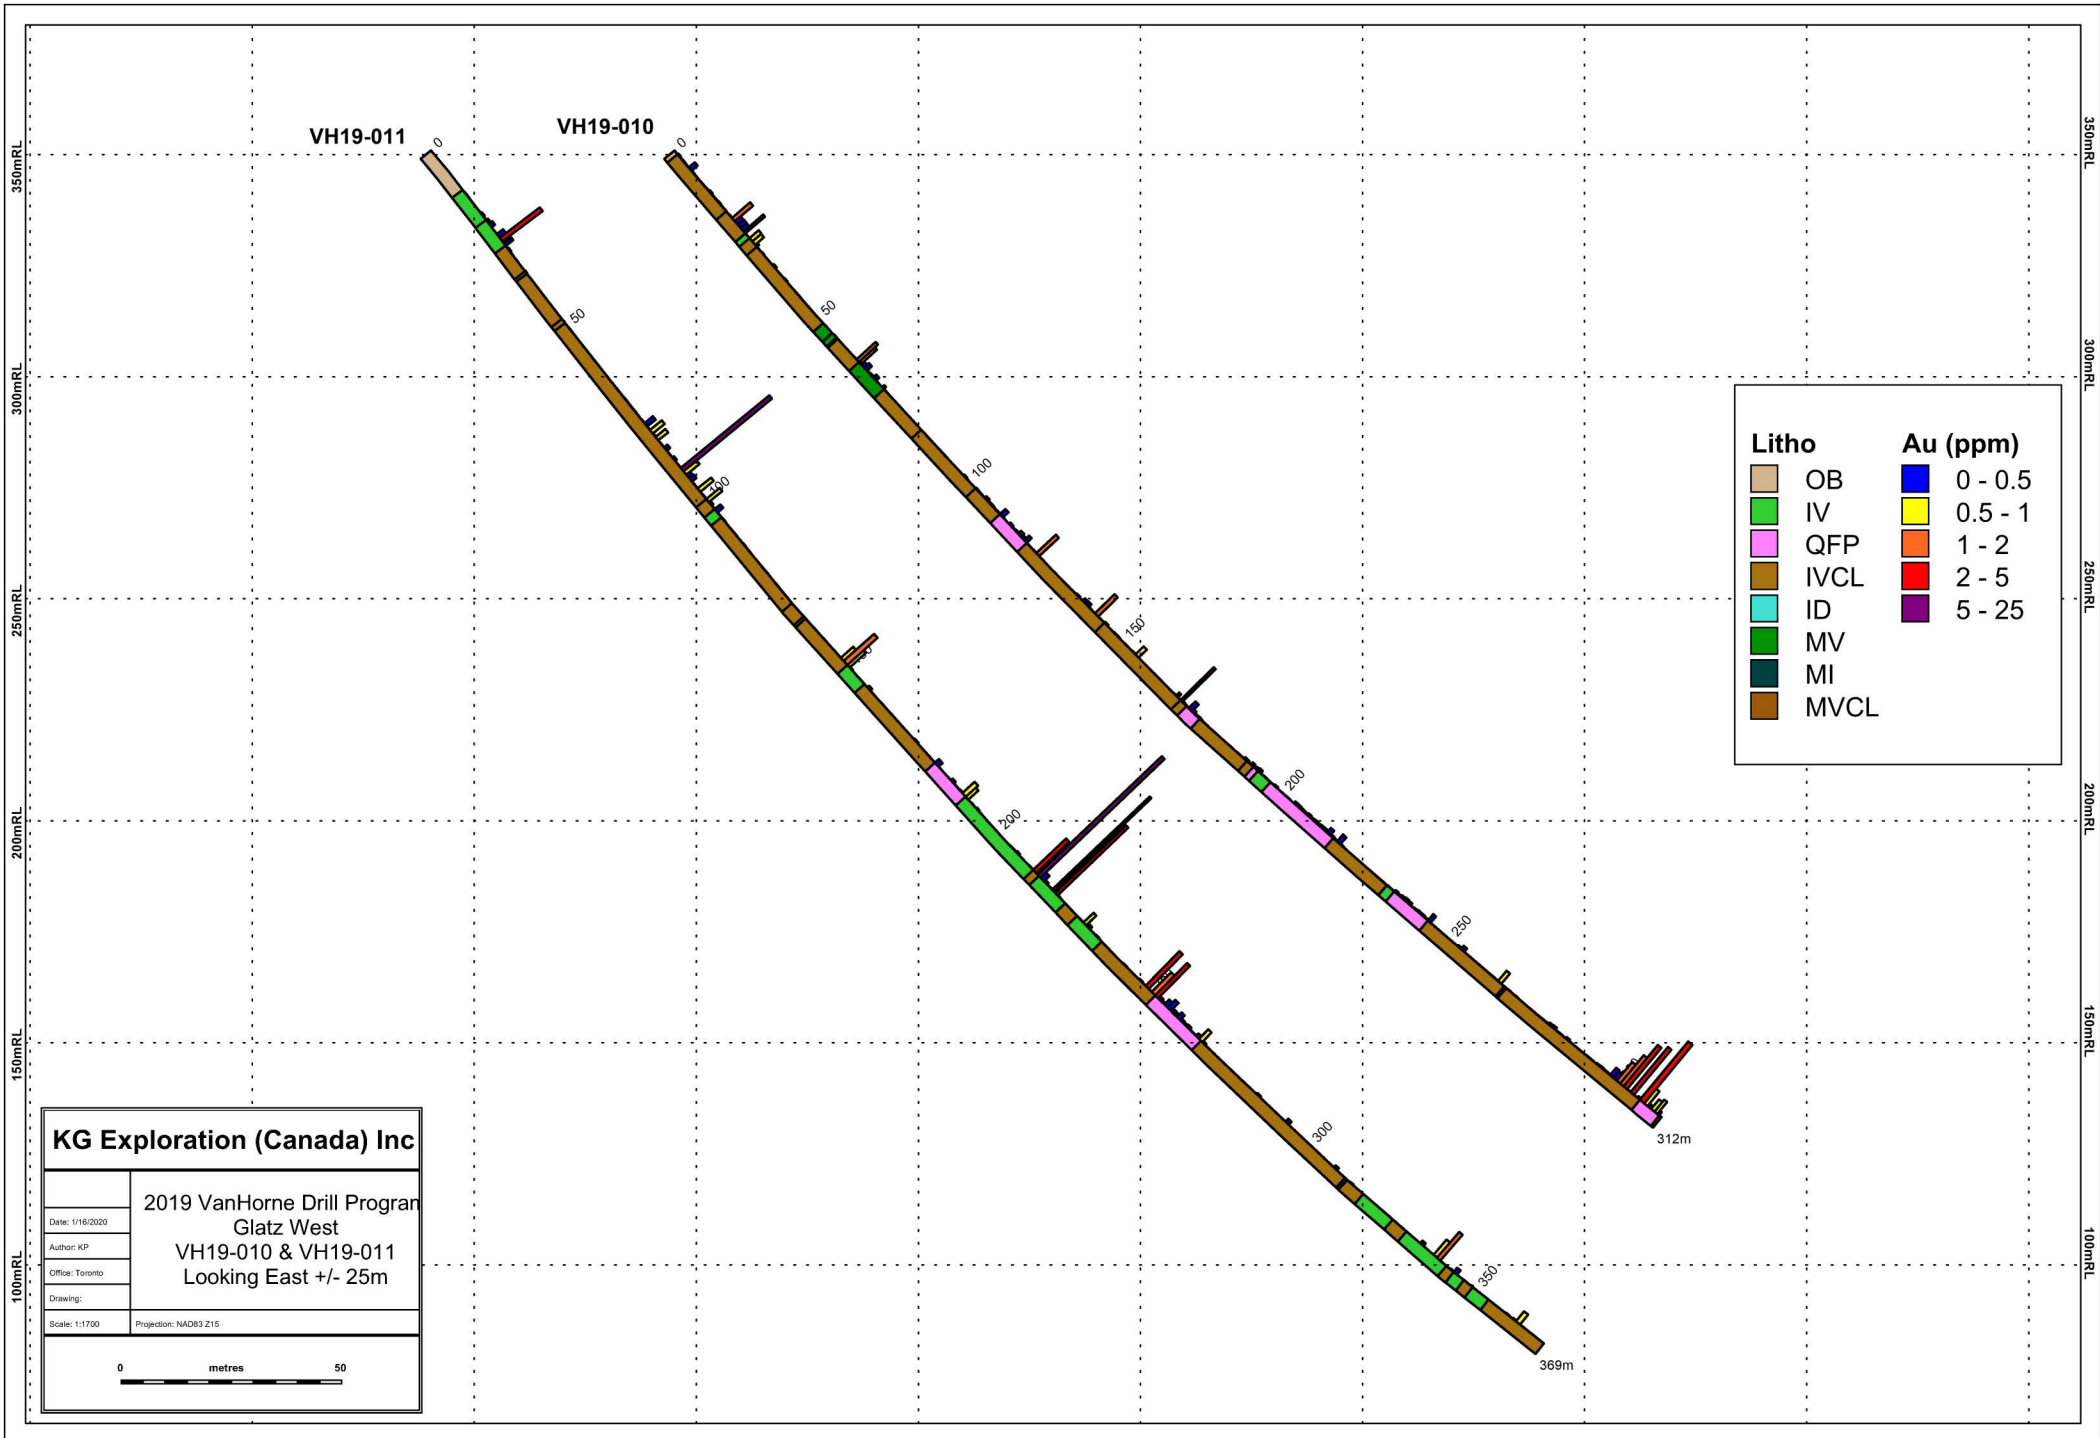 VH19-011
VH19-010
0
0
350mRL
350mRL
50
50
300mRL
300mRL
100
100
250mRL
250mRL
150
200mRL
200mRL
200
200
250
150mRL
150mRL
300
312m
350
369m
100mRL
100mRL
Litho
Au (ppm)
OB
0 - 0.5
IV
0.5 - 1
QFP
1 - 2
IVCL
2 - 5
ID
5 - 25
MV
MI
MVCL
KG Exploration (Canada) Inc
2019 VanHorne Drill Progran
Glatz West
VH19-010 & VH19-011
Looking East +/- 25m
Date: 1/16/2020
Author: KP
Office: Toronto
Drawing:
Scale: 1:1700
Projection: NAD83 Z15
0 metres 50